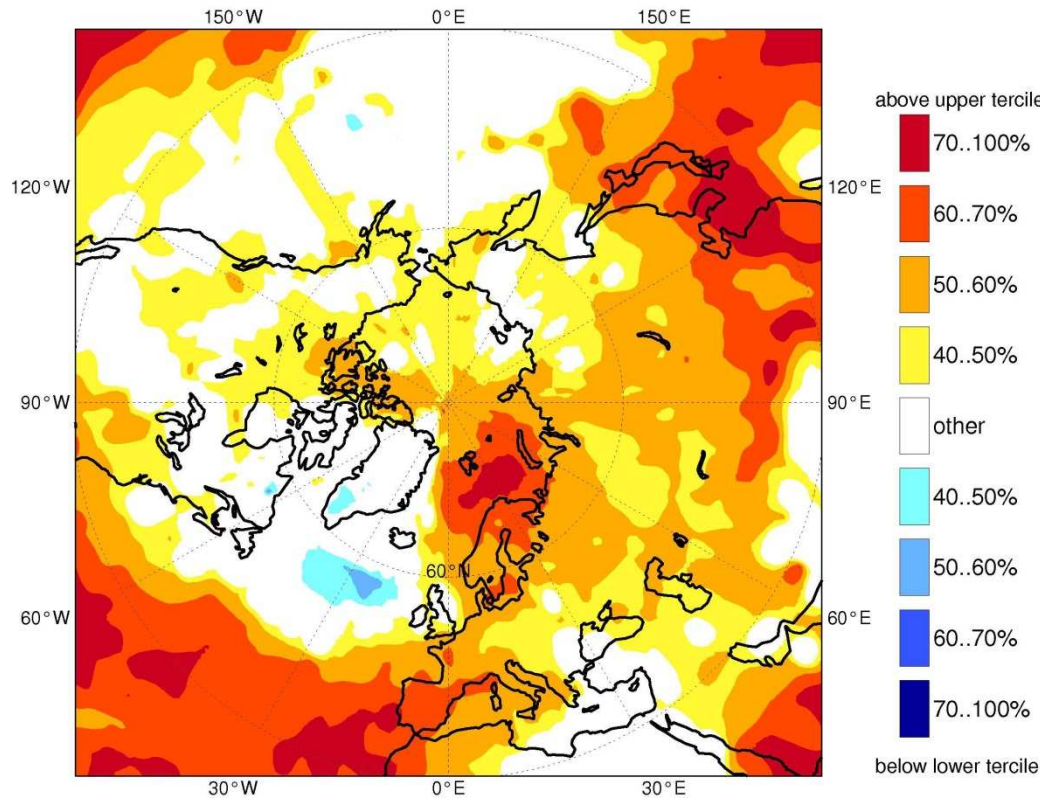 150°W
0°E
150°E
120°W
120°E
90°W
90°E
60°W
60°E
30°W
0°E
30°E
60°N
above upper tercile
70..100%
60..70%
50..60%
40..50%
other
40..50%
50..60%
60..70%
70..100%
below lower tercile